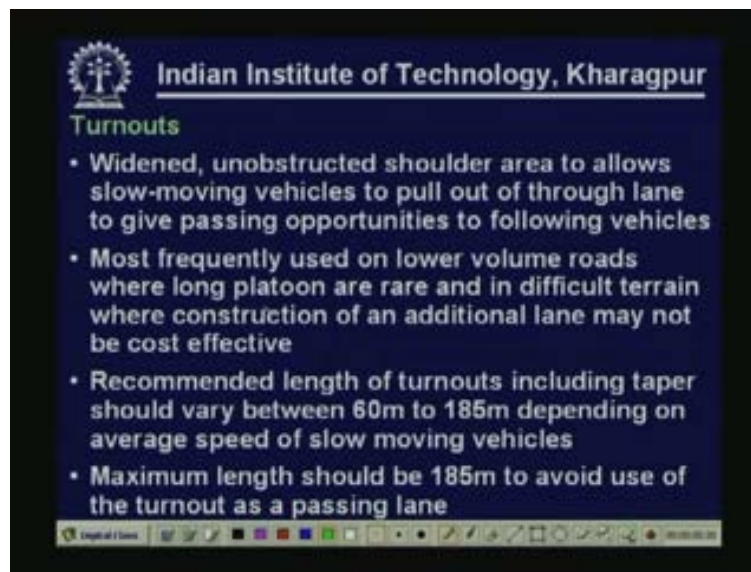 Indian Institute of Technology, Kharagpur
Turnouts
• Widened, unobstructed shoulder area to allows
slow-moving vehicles to pull out of through lane
to give passing opportunities to following vehicles
• Most frequently used on lower volume roads
where long platoon are rare and in difficult terrain
where construction of an additional lane may not
be cost effective
• Recommended length of turnouts including taper
should vary between 60m to 185m depending on
average speed of slow moving vehicles
• Maximum length should be 185m to avoid use of
the turnout as a passing lane